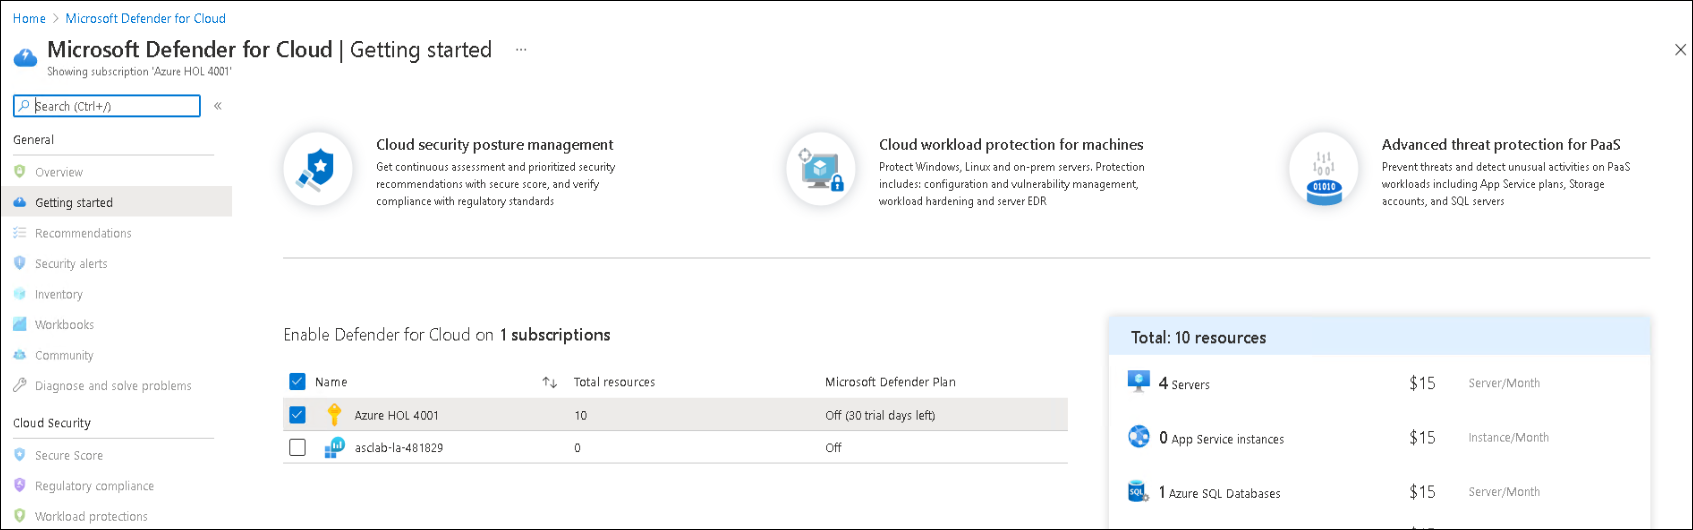 Home > Microsoft Defender for Cloud
Microsoft Defender for Cloud | Getting started ...
Showing subscription 'Azure HOL 4001'
Search (Ctrl+/)
«
General
Overview
Getting started
Recommendations
Security alerts
Inventory
Workbooks
Community
Diagnose and solve problems
Cloud Security
Secure Score
Regulatory compliance
Workload protections
Cloud security posture management
Get continuous assessment and prioritized security
recommendations with secure score, and verify
compliance with regulatory standards
Cloud workload protection for machines
Protect Windows, Linux and on-prem servers. Protection
includes: configuration and vulnerability management,
workload hardening and server EDR
Advanced threat protection for PaaS
Prevent threats and detect unusual activities on PaaS
workloads including App Service plans, Storage
accounts, and SQL servers
Enable Defender for Cloud on 1 subscriptions
Name Total resources Microsoft Defender Plan
Azure HOL 4001 10 Off (30 trial days left)
asclab-la-481829 0 Off
Total: 10 resources
4 Servers $15 Server/Month
0 App Service instances $15 Instance/Month
1 Azure SQL Databases $15 Server/Month